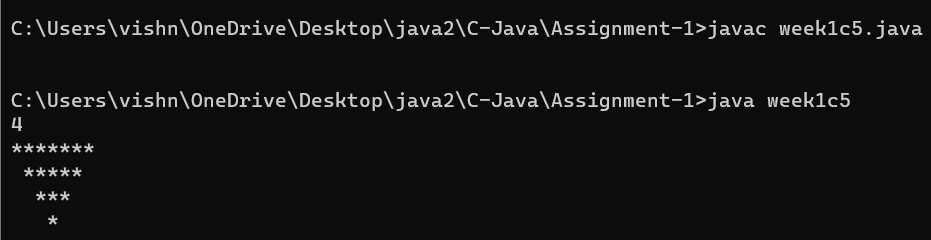 C:\Users\vishn\OneDrive\Desktop\java2\C-Java\Assignment-1>javac week1c5.java
C:\Users\vishn\OneDrive\Desktop\java2\C-Java\Assignment-1>java week1c5
4
*******
 *****
  ***
   *